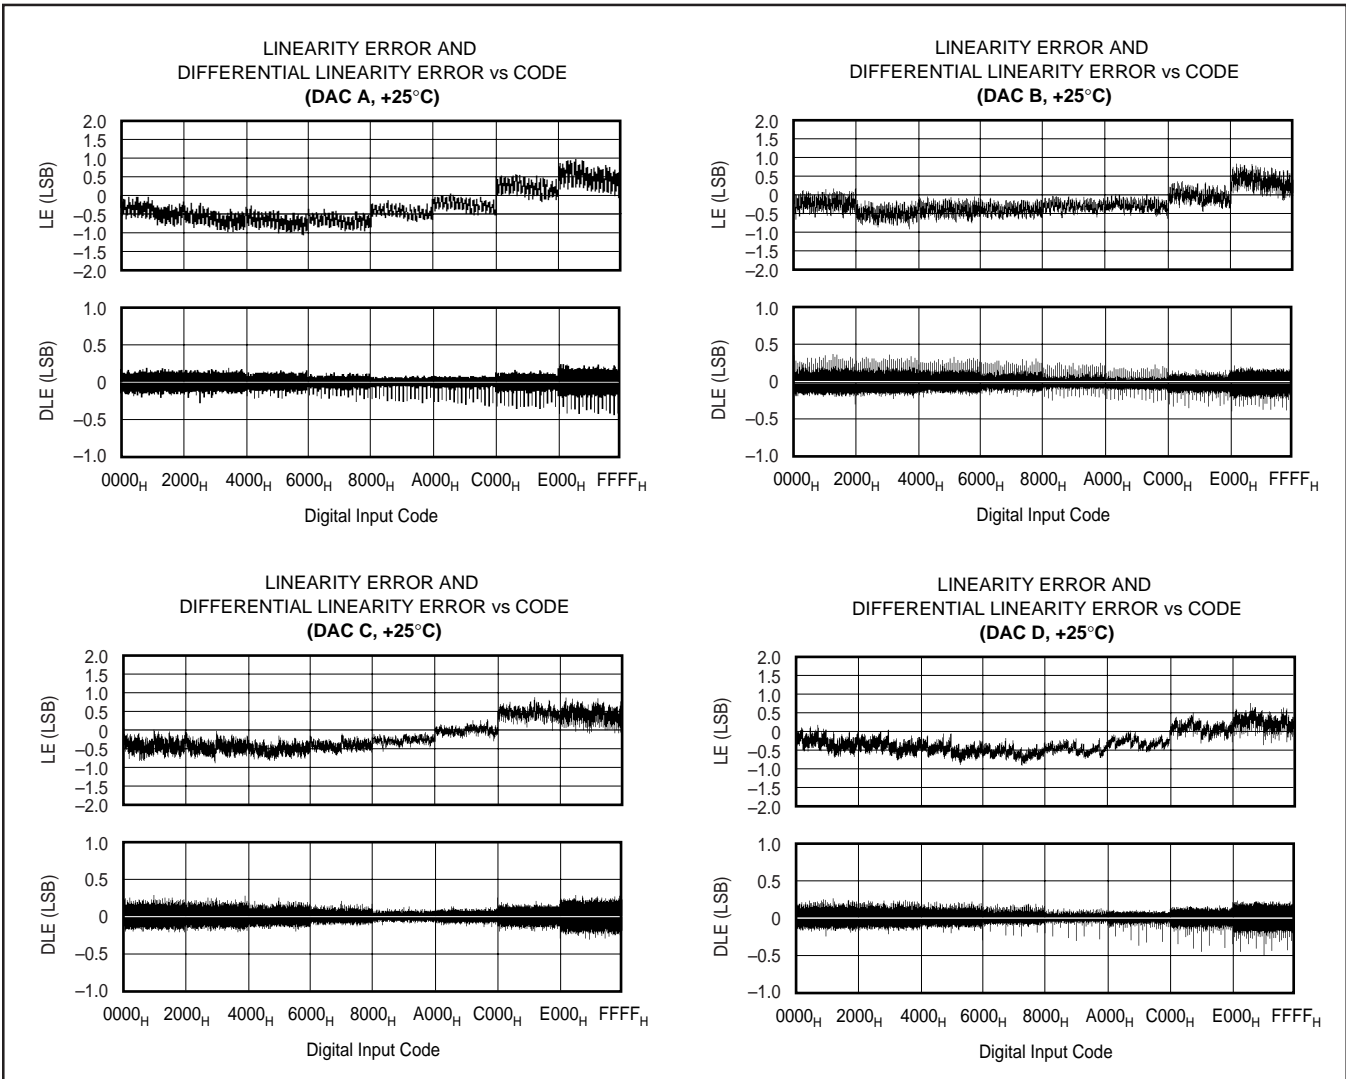 LINEARITY ERROR AND
DIFFERENTIAL LINEARITY ERROR vs CODE
(DAC A, +25°C)
2.0
1.5
1.0
0.5
0
–0.5
–1.0
–1.5
–2.0
LE (LSB)
1.0
0.5
0
–0.5
–1.0
DLE (LSB)
0000H 2000H 4000H 6000H 8000H A000H C000H E000H FFFFH
Digital Input Code
LINEARITY ERROR AND
DIFFERENTIAL LINEARITY ERROR vs CODE
(DAC B, +25°C)
2.0
1.5
1.0
0.5
0
–0.5
–1.0
–1.5
–2.0
LE (LSB)
1.0
0.5
0
–0.5
–1.0
DLE (LSB)
0000H 2000H 4000H 6000H 8000H A000H C000H E000H FFFFH
Digital Input Code
LINEARITY ERROR AND
DIFFERENTIAL LINEARITY ERROR vs CODE
(DAC C, +25°C)
2.0
1.5
1.0
0.5
0
–0.5
–1.0
–1.5
–2.0
LE (LSB)
1.0
0.5
0
–0.5
–1.0
DLE (LSB)
0000H 2000H 4000H 6000H 8000H A000H C000H E000H FFFFH
Digital Input Code
LINEARITY ERROR AND
DIFFERENTIAL LINEARITY ERROR vs CODE
(DAC D, +25°C)
2.0
1.5
1.0
0.5
0
–0.5
–1.0
–1.5
–2.0
LE (LSB)
1.0
0.5
0
–0.5
–1.0
DLE (LSB)
0000H 2000H 4000H 6000H 8000H A000H C000H E000H FFFFH
Digital Input Code